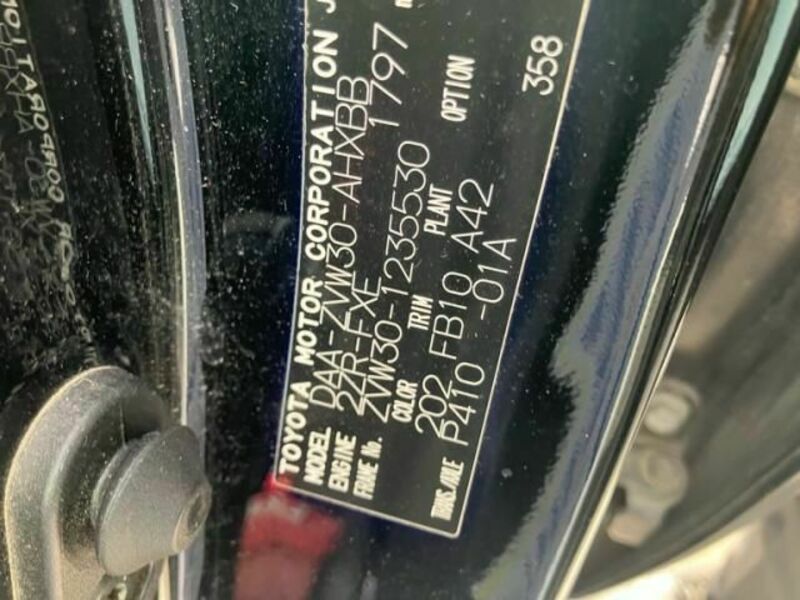 TOYOTA MOTOR CORPORATION J
MODEL DAA-ZVW30-AHXBB
ENGINE 2ZR-FXE 1797
FRAME No. ZVW30-1235530
COLOR TRIM PLANT OPTION
202 FB10 A42 358
TRANS/AXLE P410 -01A